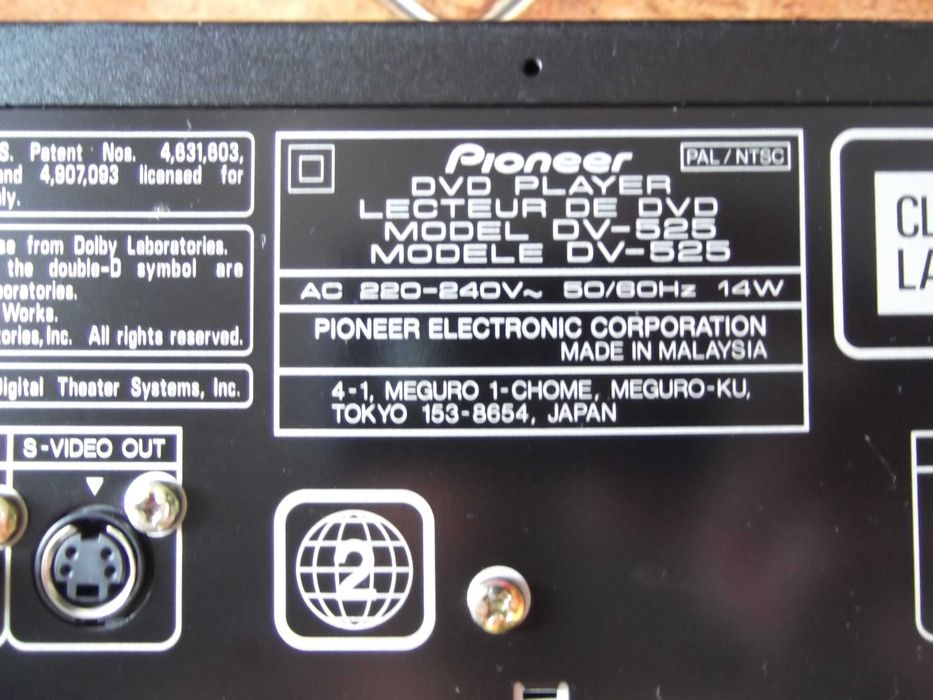 S. Patent Nos. 4,631,603,
and 4,907,093 licensed for
ly.
se from Dolby Laboratories.
the double-D symbol are
boratories.
Works.
tories, Inc. All rights reserved.
Digital Theater Systems, Inc.
S-VIDEO OUT
Pioneer
PAL/NTSC
DVD PLAYER
LECTEUR DE DVD
MODEL DV-525
MODELE DV-525
AC 220-240V~ 50/60Hz 14W
PIONEER ELECTRONIC CORPORATION
MADE IN MALAYSIA
4-1, MEGURO 1-CHOME, MEGURO-KU,
TOKYO 153-8654, JAPAN
2
CL
LA